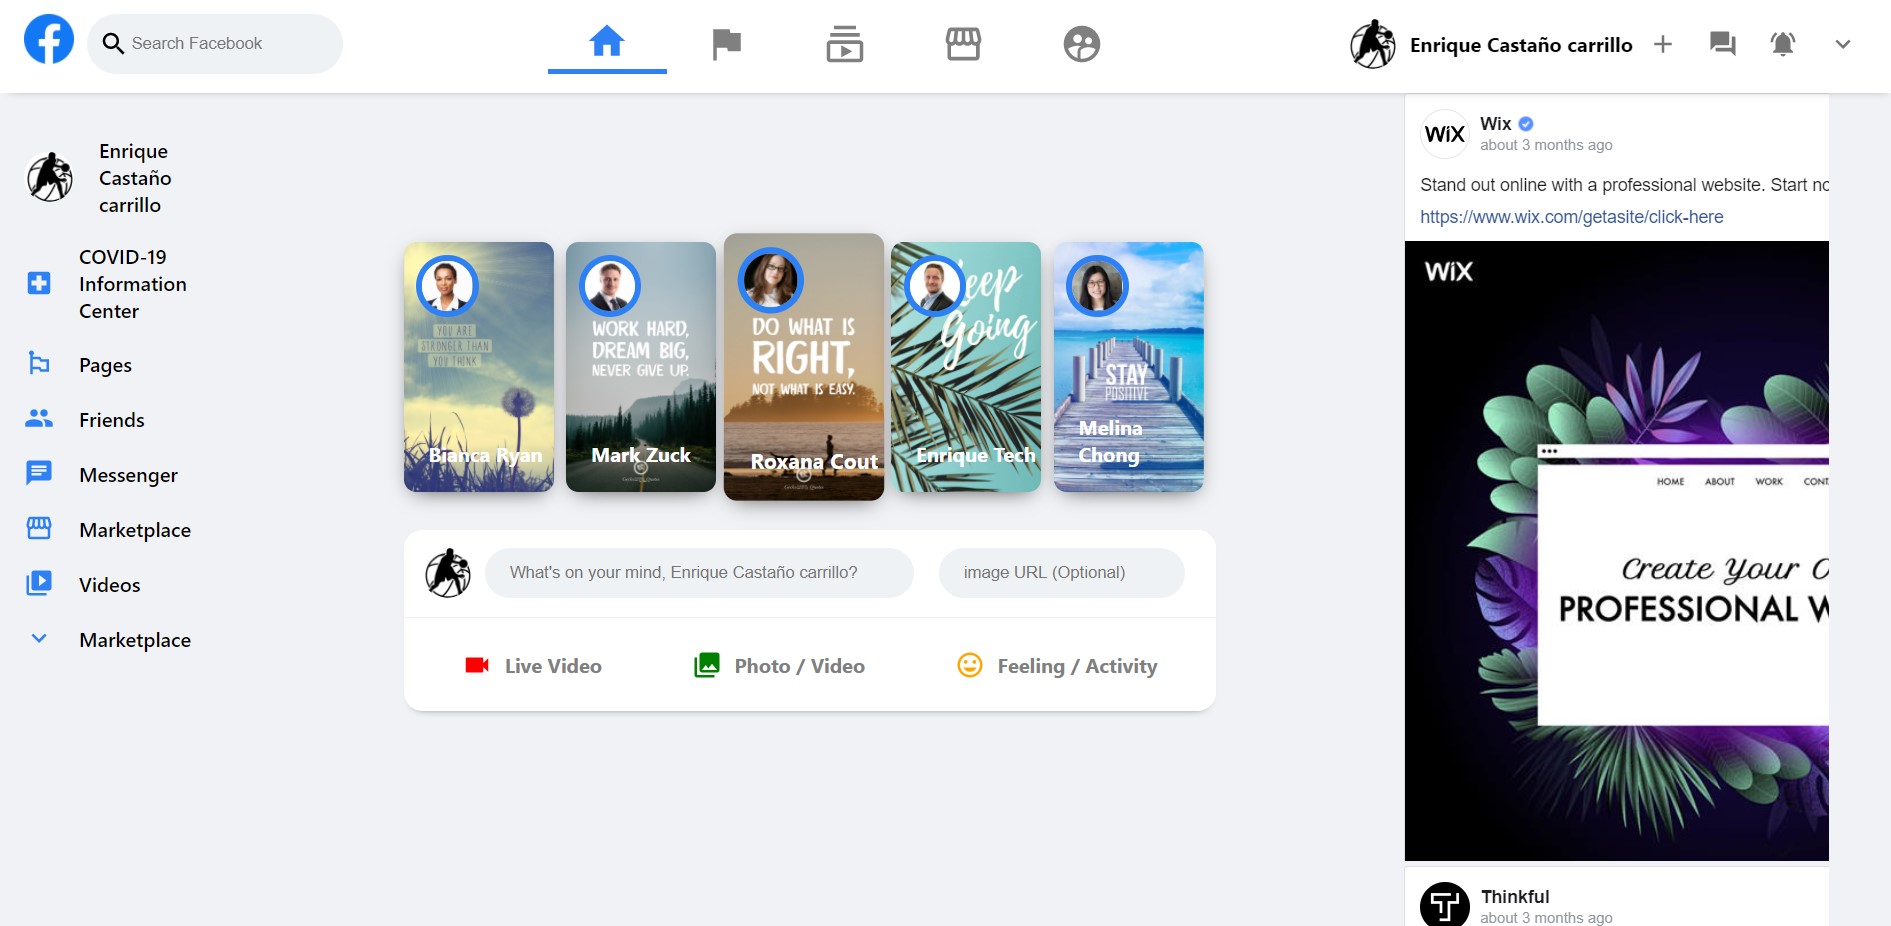 Search Facebook
Enrique Castaño carrillo
Enrique
Castaño
carrillo
COVID-19
Information
Center
Pages
Friends
Messenger
Marketplace
Videos
Marketplace
YOU ARE
STRONGER THAN
YOU THINK
Bianca Ryan
WORK HARD,
DREAM BIG,
NEVER GIVE UP.
Mark Zuck
DO WHAT IS
RIGHT,
NOT WHAT IS EASY.
Roxana Cout
Keep
Going
Enrique Tech
STAY
POSITIVE
Melina
Chong
What's on your mind, Enrique Castaño carrillo?
image URL (Optional)
Live Video
Photo / Video
Feeling / Activity
WiX
Wix
about 3 months ago
Stand out online with a professional website. Start no
https://www.wix.com/getasite/click-here
WiX
HOME ABOUT WORK CONT
Create Your O
PROFESSIONAL W
Thinkful
about 3 months ago